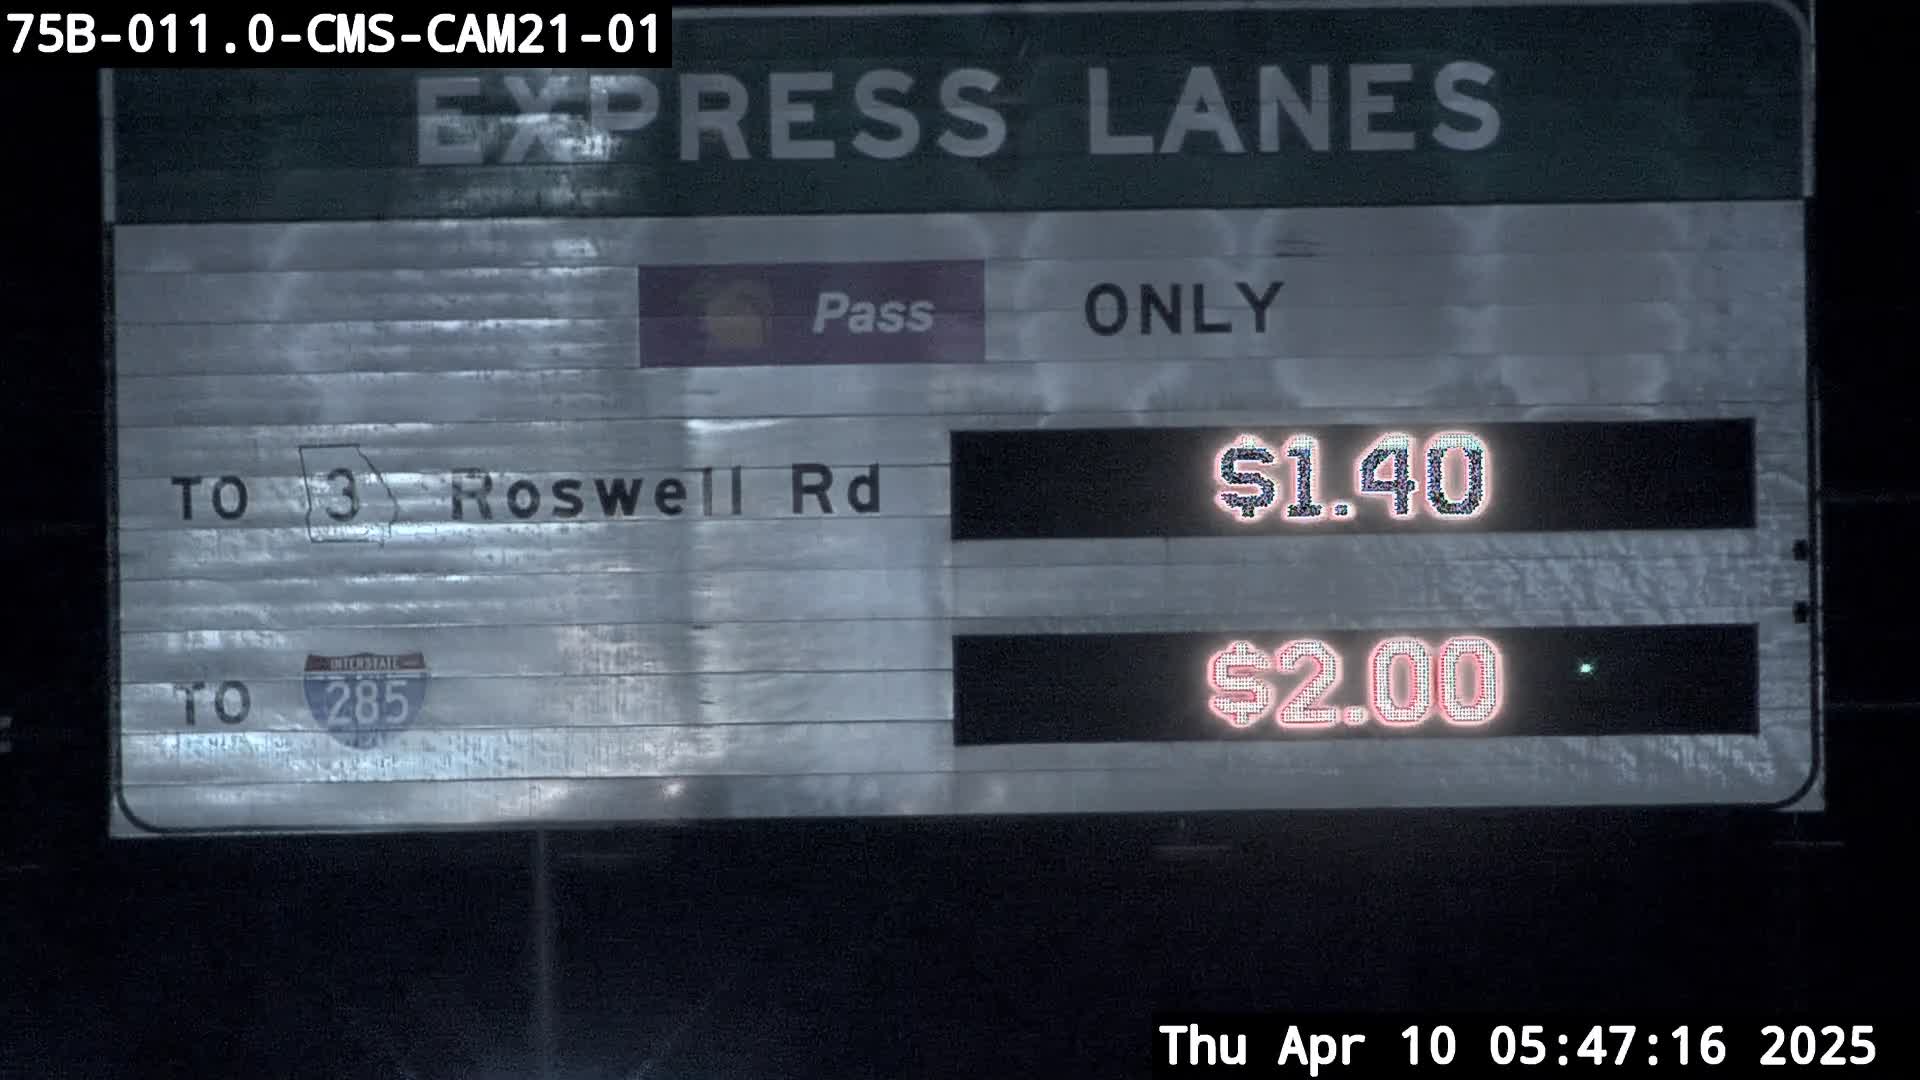 75B-011.0-CMS-CAM21-01
EXPRESS LANES
Pass ONLY
TO 3 Roswell Rd $1.40
TO INTERSTATE 285 $2.00
Thu Apr 10 05:47:16 2025